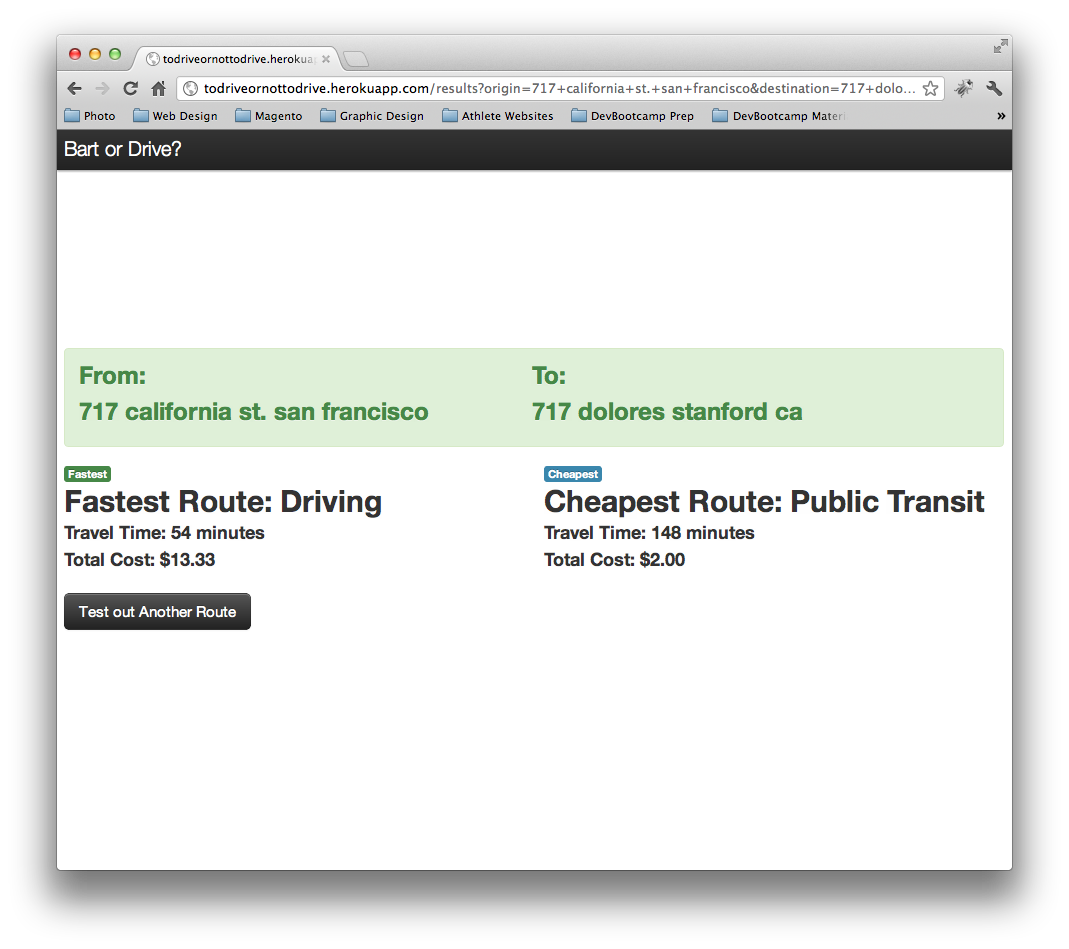 todriveornottodrive.herokua
todriveornottodrive.herokuapp.com/results?origin=717+california+st.+san+francisco&destination=717+dolo...
Photo Web Design Magento Graphic Design Athlete Websites DevBootcamp Prep DevBootcamp Mater »
Bart or Drive?
From: To:
717 california st. san francisco 717 dolores stanford ca
Fastest Cheapest
Fastest Route: Driving Cheapest Route: Public Transit
Travel Time: 54 minutes Travel Time: 148 minutes
Total Cost: $13.33 Total Cost: $2.00
Test out Another Route